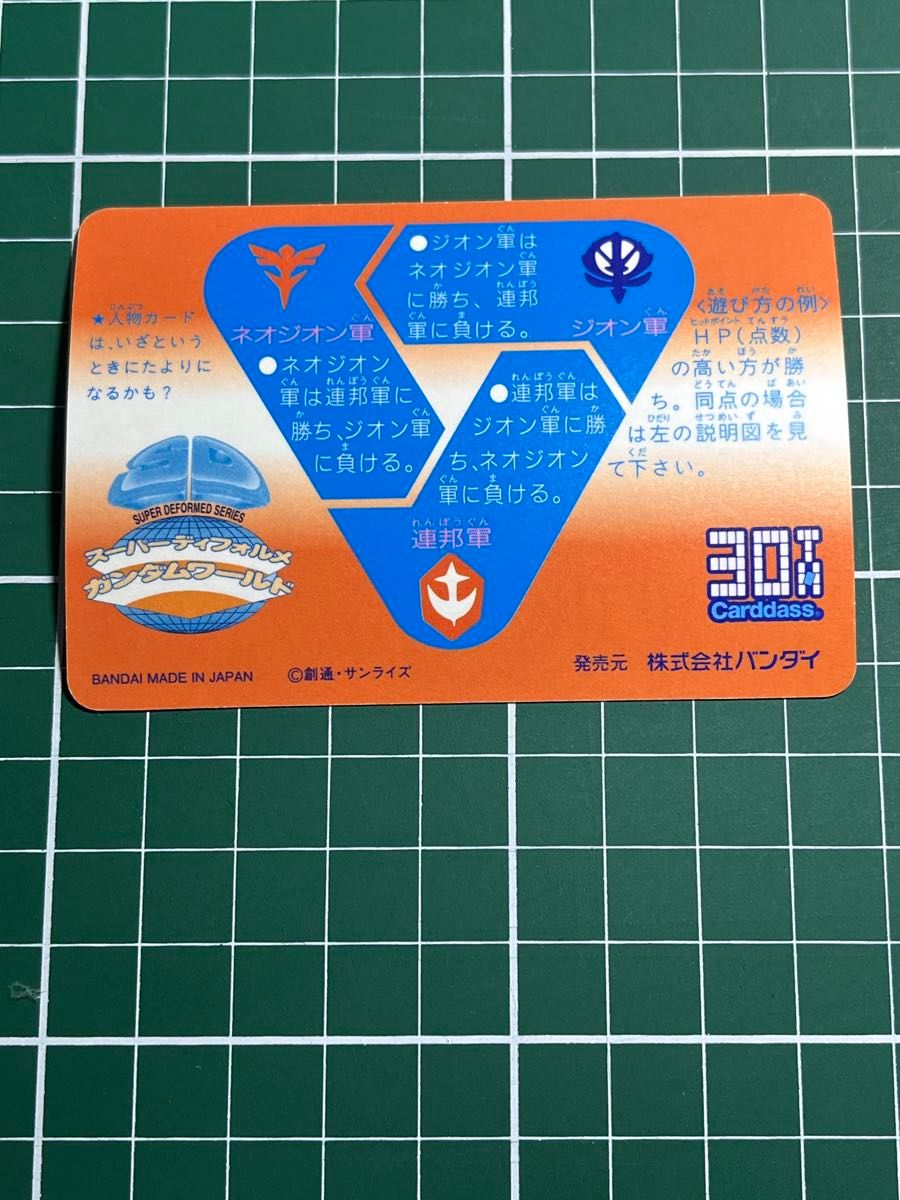 ★人物カード
は、いざという
ときにたよりに
なるかも？
ネオジオン軍
●ジオン軍は
ネオジオン軍
に勝ち、連邦
軍に負ける。
ジオン軍
●ネオジオン
軍は連邦軍に
勝ち、ジオン軍
に負ける。
●連邦軍は
ジオン軍に勝
ち、ネオジオン
軍に負ける。
連邦軍
〈遊び方の例〉
HP(点数)
の高い方が勝
ち。同点の場合
は左の説明図を見
て下さい。
SUPER DEFORMED SERIES
スーパーディフォルメ
ガンダムワールド
30TH
Carddass®
BANDAI MADE IN JAPAN
©創通・サンライズ
発売元 株式会社バンダイ